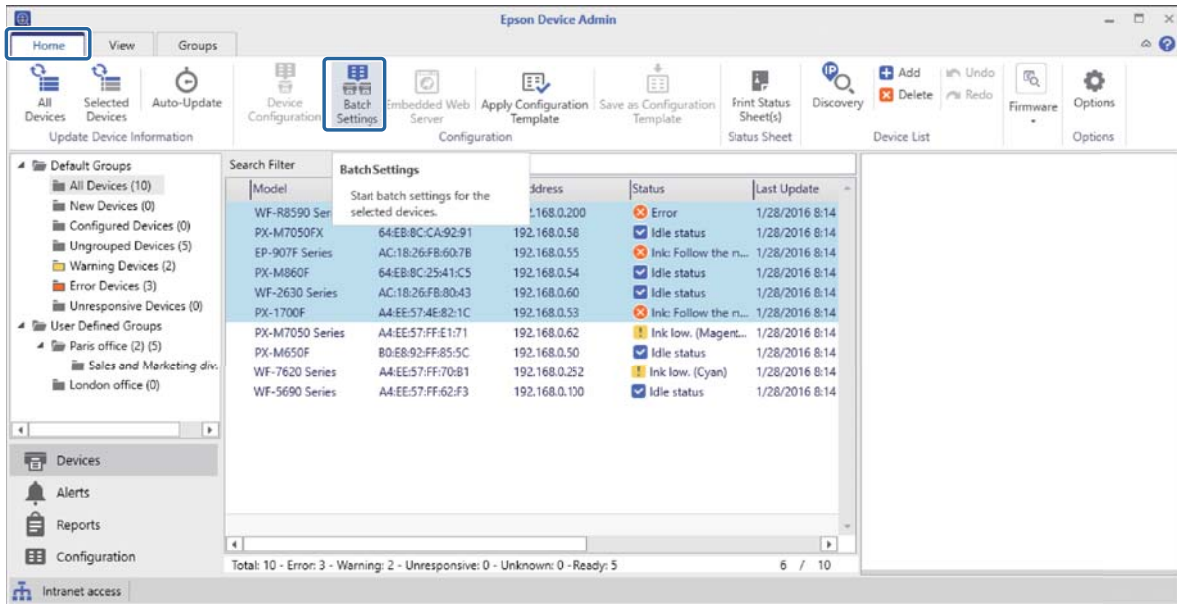 Epson Device Admin
Home View Groups
All Devices
Selected Devices
Auto-Update
Update Device Information
Device Configuration
Batch Settings
Embedded Web Server
Apply Configuration Template
Save as Configuration Template
Configuration
Print Status Sheet(s)
Status Sheet
IP
Discovery
Add Undo
Delete Redo
Device List
Firmware
Options
Options
Default Groups
All Devices (10)
New Devices (0)
Configured Devices (0)
Ungrouped Devices (5)
Warning Devices (2)
Error Devices (3)
Unresponsive Devices (0)
User Defined Groups
Paris office (2) (5)
Sales and Marketing div.
London office (0)
Devices
Alerts
Reports
Configuration
Search Filter
Batch Settings
Start batch settings for the
selected devices.
Model ddress Status Last Update
WF-R8590 Ser .168.0.200 Error 1/28/2016 8:14
PX-M7050FX 64:EB:8C:CA:92:91 192.168.0.58 Idle status 1/28/2016 8:14
EP-907F Series AC:18:26:FB:60:7B 192.168.0.55 Ink: Follow the n... 1/28/2016 8:14
PX-M860F 64:EB:8C:25:41:C5 192.168.0.54 Idle status 1/28/2016 8:14
WF-2630 Series AC:18:26:FB:80:43 192.168.0.60 Idle status 1/28/2016 8:14
PX-1700F A4:EE:57:4E:82:1C 192.168.0.53 Ink: Follow the n... 1/28/2016 8:14
PX-M7050 Series A4:EE:57:FF:E1:71 192.168.0.62 Ink low. (Magent... 1/28/2016 8:14
PX-M650F B0:E8:92:FF:85:5C 192.168.0.50 Idle status 1/28/2016 8:14
WF-7620 Series A4:EE:57:FF:70:B1 192.168.0.252 Ink low. (Cyan) 1/28/2016 8:14
WF-5690 Series A4:EE:57:FF:62:F3 192.168.0.100 Idle status 1/28/2016 8:14
Total: 10 - Error: 3 - Warning: 2 - Unresponsive: 0 - Unknown: 0 -Ready: 5 6 / 10
Intranet access